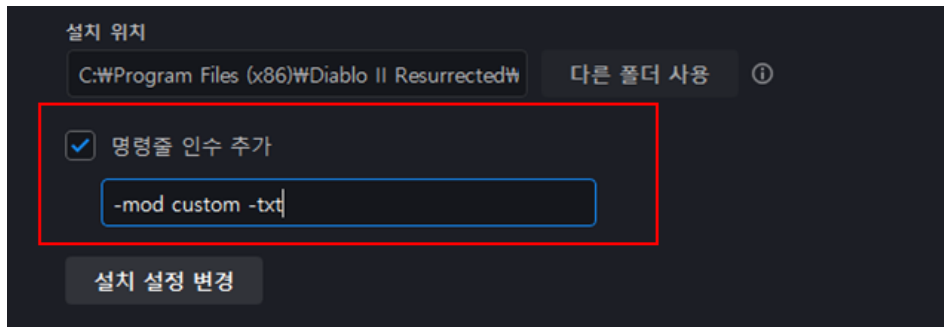 설치 위치
C:₩Program Files (x86)₩Diablo II Resurrected₩
다른 폴더 사용
명령줄 인수 추가
-mod custom -txt
설치 설정 변경